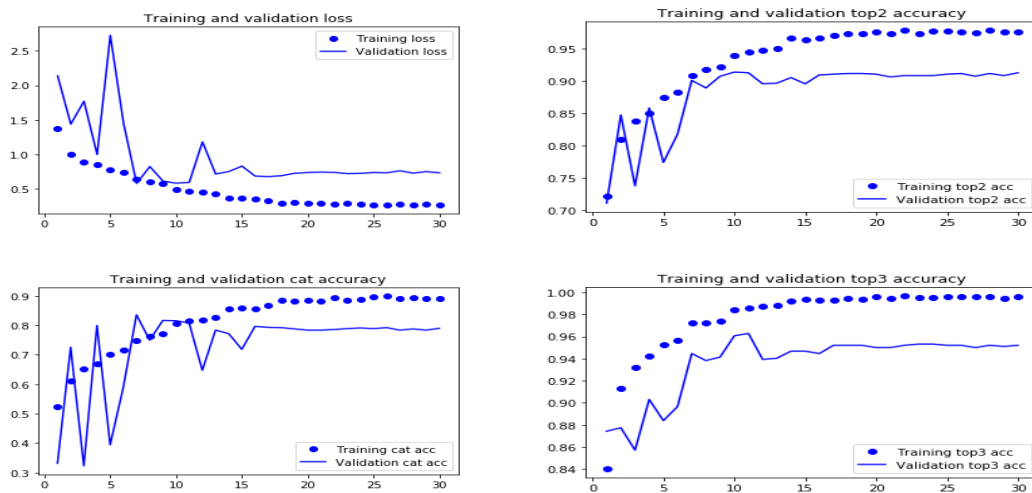 Training and validation loss
Training loss
Validation loss
2.5
2.0
1.5
1.0
0.5
0 5 10 15 20 25 30
Training and validation top2 accuracy
0.95
0.90
0.85
0.80
0.75
0.70
Training top2 acc
Validation top2 acc
0 5 10 15 20 25 30
Training and validation cat accuracy
0.9
0.8
0.7
0.6
0.5
0.4
0.3
Training cat acc
Validation cat acc
0 5 10 15 20 25 30
Training and validation top3 accuracy
1.00
0.98
0.96
0.94
0.92
0.90
0.88
0.86
0.84
Training top3 acc
Validation top3 acc
0 5 10 15 20 25 30